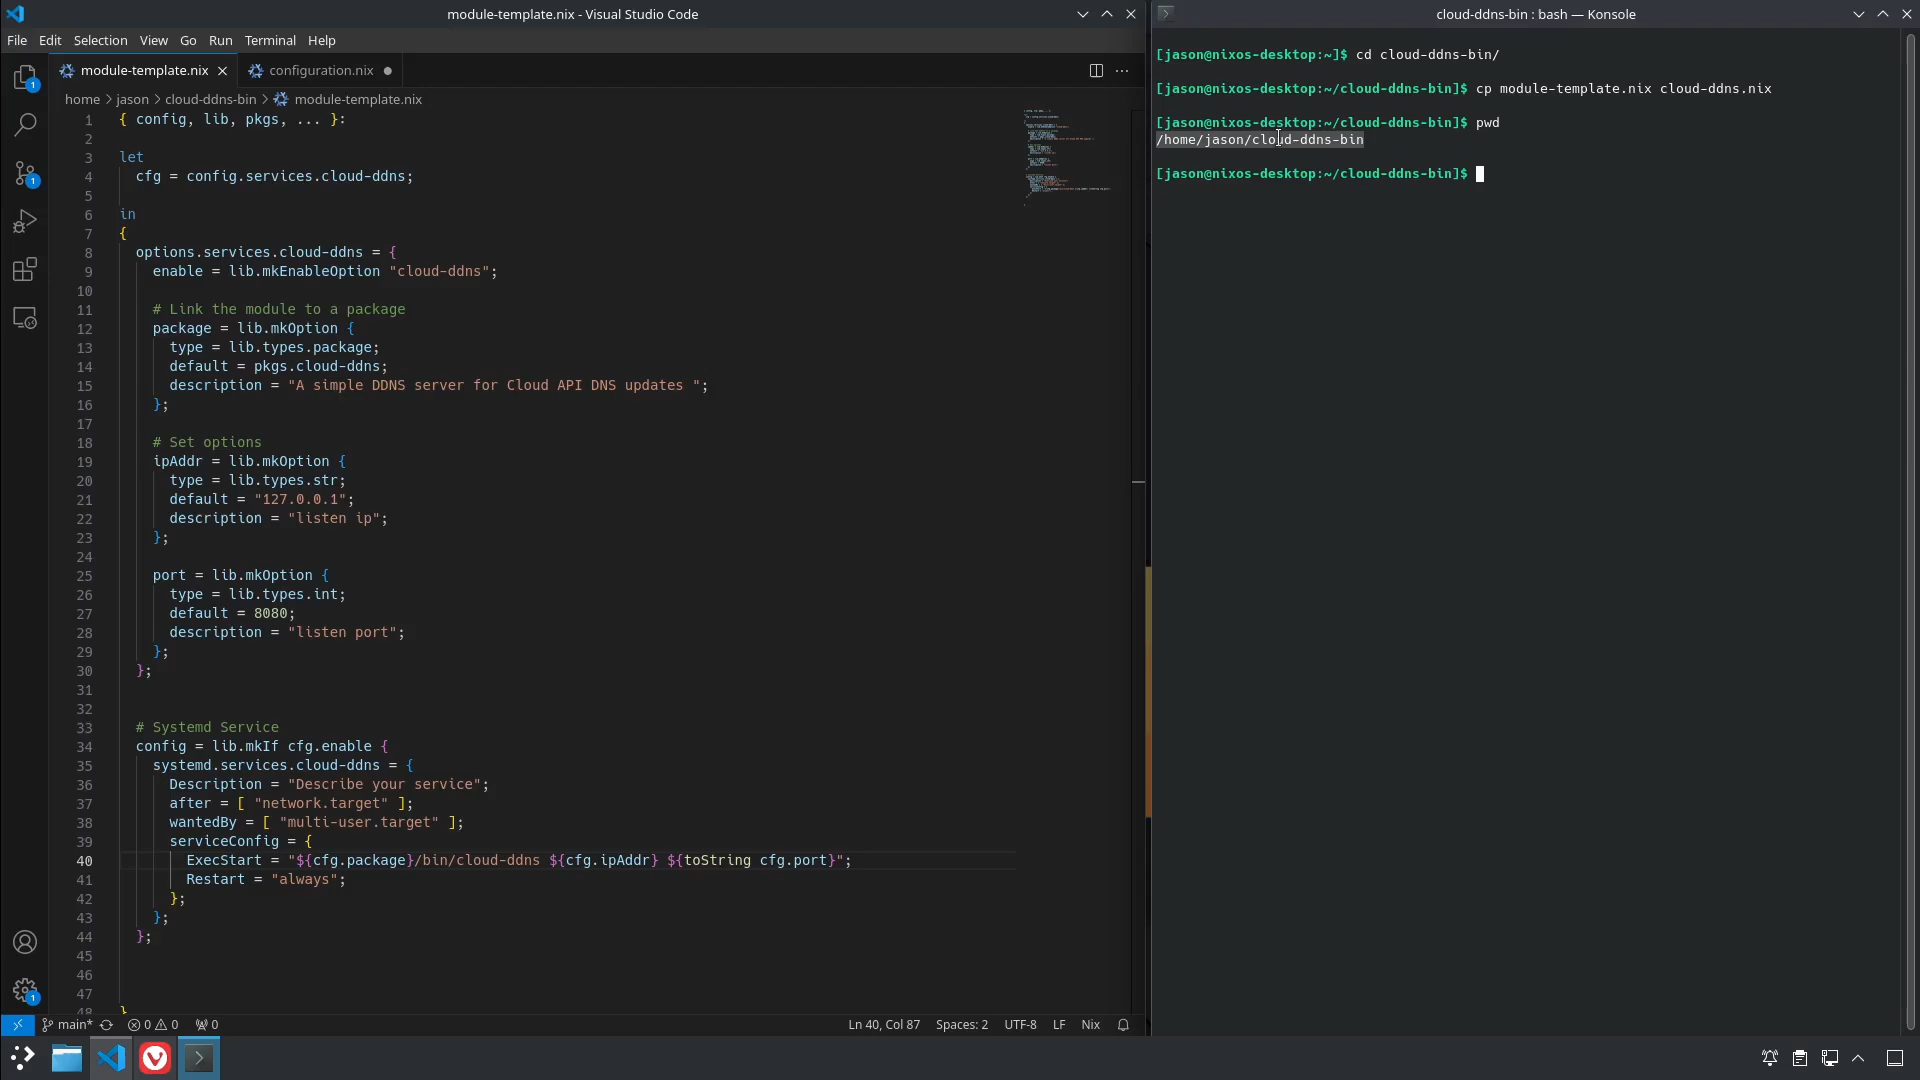 module-template.nix - Visual Studio Code
File Edit Selection View Go Run Terminal Help
module-template.nix
configuration.nix
home > jason > cloud-ddns-bin > module-template.nix
1 { config, lib, pkgs, ... }:
2
3 let
4 cfg = config.services.cloud-ddns;
5
6 in
7 {
8 options.services.cloud-ddns = {
9 enable = lib.mkEnableOption "cloud-ddns";
10
11 # Link the module to a package
12 package = lib.mkOption {
13 type = lib.types.package;
14 default = pkgs.cloud-ddns;
15 description = "A simple DDNS server for Cloud API DNS updates ";
16 };
17
18 # Set options
19 ipAddr = lib.mkOption {
20 type = lib.types.str;
21 default = "127.0.0.1";
22 description = "listen ip";
23 };
24
25 port = lib.mkOption {
26 type = lib.types.int;
27 default = 8080;
28 description = "listen port";
29 };
30 };
31
32
33 # Systemd Service
34 config = lib.mkIf cfg.enable {
35 systemd.services.cloud-ddns = {
36 Description = "Describe your service";
37 after = [ "network.target" ];
38 wantedBy = [ "multi-user.target" ];
39 serviceConfig = {
40 ExecStart = "${cfg.package}/bin/cloud-ddns ${cfg.ipAddr} ${toString cfg.port}";
41 Restart = "always";
42 };
43 };
44 };
45
46
47
48 }
1
1
1
main* 0 0 0
Ln 40, Col 87 Spaces: 2 UTF-8 LF Nix
cloud-ddns-bin : bash — Konsole
[jason@nixos-desktop:~]$ cd cloud-ddns-bin/
[jason@nixos-desktop:~/cloud-ddns-bin]$ cp module-template.nix cloud-ddns.nix
[jason@nixos-desktop:~/cloud-ddns-bin]$ pwd
/home/jason/cloud-ddns-bin
[jason@nixos-desktop:~/cloud-ddns-bin]$